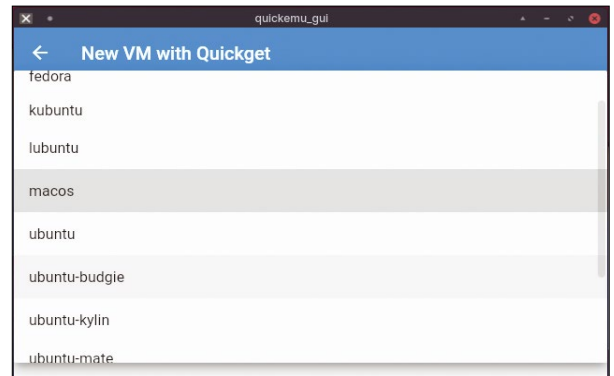 quickemu_gui
New VM with Quickget
fedora
kubuntu
lubuntu
macos
ubuntu
ubuntu-budgie
ubuntu-kylin
ubuntu-mate